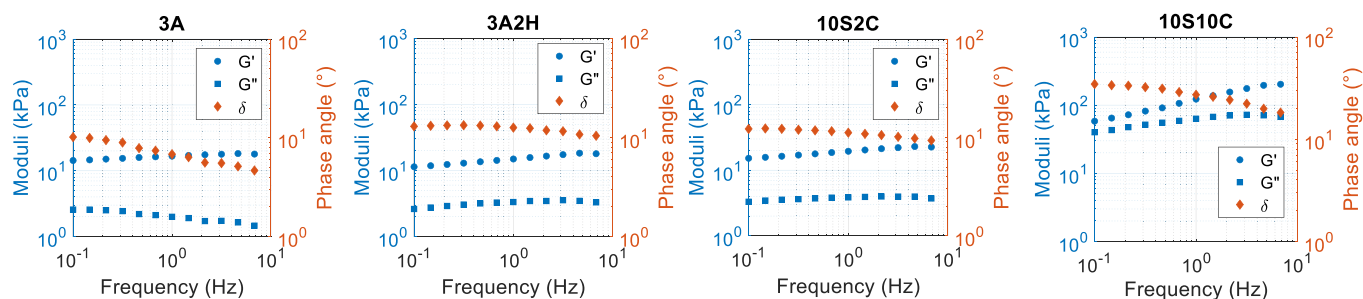 3A
10³
10²
10¹
10⁰
Moduli (kPa)
G'
G"
δ
10²
10¹
10⁰
Phase angle (°)
10⁻¹ 10⁰ 10¹
Frequency (Hz)
3A2H
10³
10²
10¹
10⁰
Moduli (kPa)
G'
G"
δ
10²
10¹
10⁰
Phase angle (°)
10⁻¹ 10⁰ 10¹
Frequency (Hz)
10S2C
10³
10²
10¹
10⁰
Moduli (kPa)
G'
G"
δ
10²
10¹
10⁰
Phase angle (°)
10⁻¹ 10⁰ 10¹
Frequency (Hz)
10S10C
10³
10²
10¹
10⁰
Moduli (kPa)
G'
G"
δ
10²
10¹
10⁰
Phase angle (°)
10⁻¹ 10⁰ 10¹
Frequency (Hz)